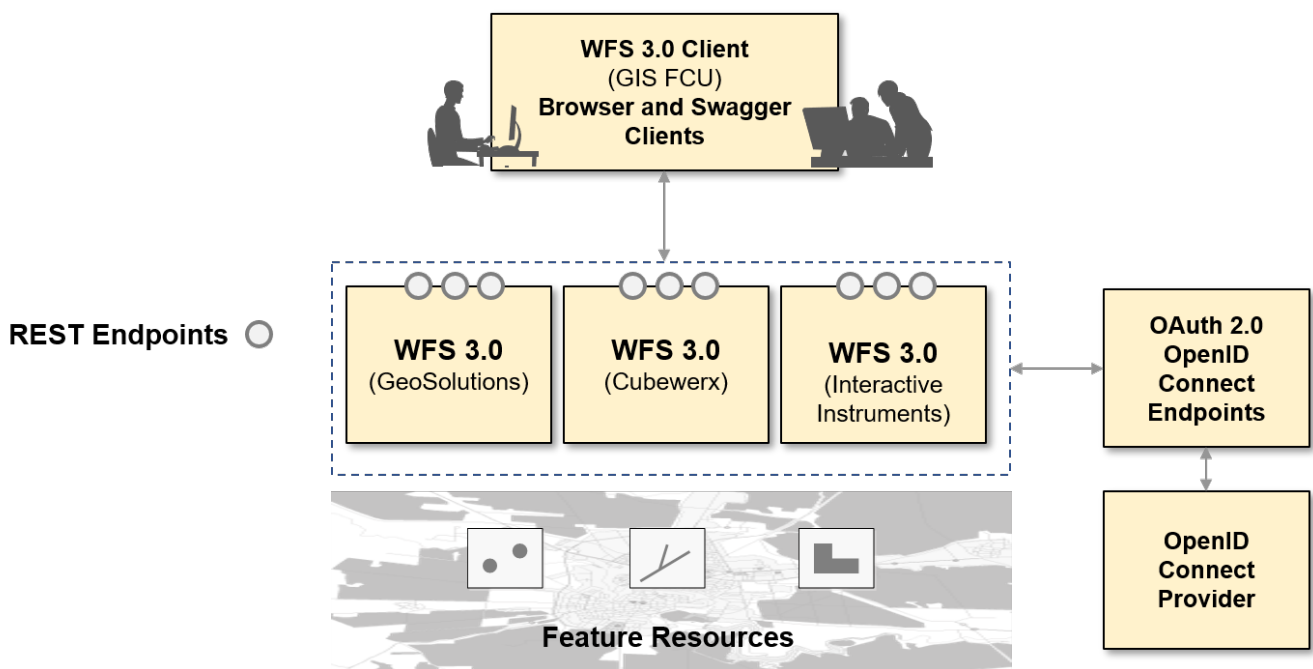 WFS 3.0 Client
(GIS FCU)
Browser and Swagger
Clients
REST Endpoints
WFS 3.0
(GeoSolutions)
WFS 3.0
(Cubewerx)
WFS 3.0
(Interactive
Instruments)
OAuth 2.0
OpenID
Connect
Endpoints
OpenID
Connect
Provider
Feature Resources